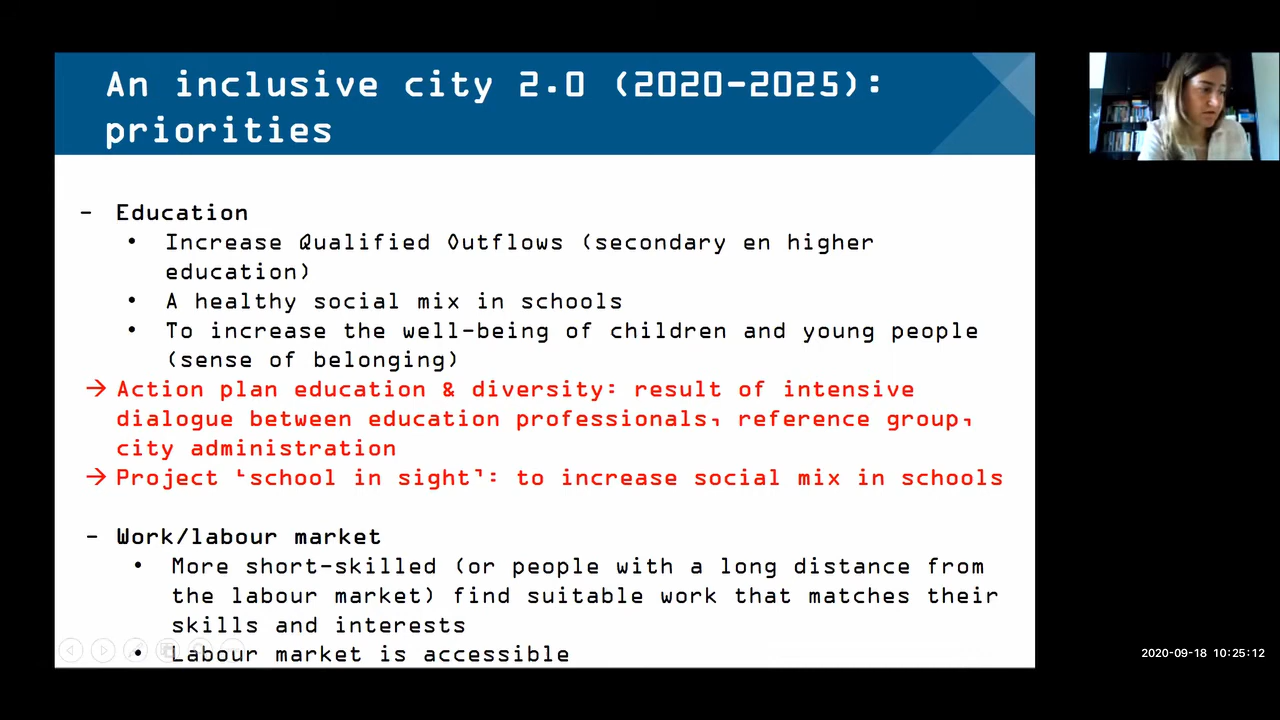 An inclusive city 2.0 (2020-2025):
priorities
- Education
• Increase Qualified Outflows (secondary en higher
education)
• A healthy social mix in schools
• To increase the well-being of children and young people
(sense of belonging)
→ Action plan education & diversity: result of intensive
dialogue between education professionals, reference group,
city administration
→ Project ‘school in sight’: to increase social mix in schools
- Work/labour market
• More short-skilled (or people with a long distance from
the labour market) find suitable work that matches their
skills and interests
• Labour market is accessible
2020-09-18 10:25:12